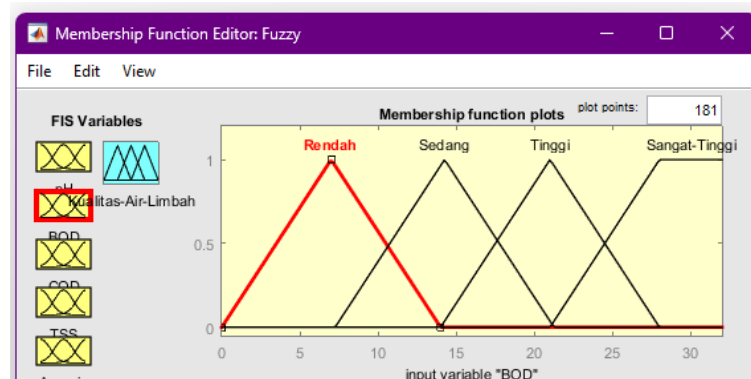 Membership Function Editor: Fuzzy
File Edit View
FIS Variables
Membership function plots
plot points:
181
Rendah
Sedang
Tinggi
Sangat-Tinggi
pH
Kualitas-Air-Limbah
BOD
COD
TSS
1
0.5
0
0 5 10 15 20 25 30
input variable "BOD"